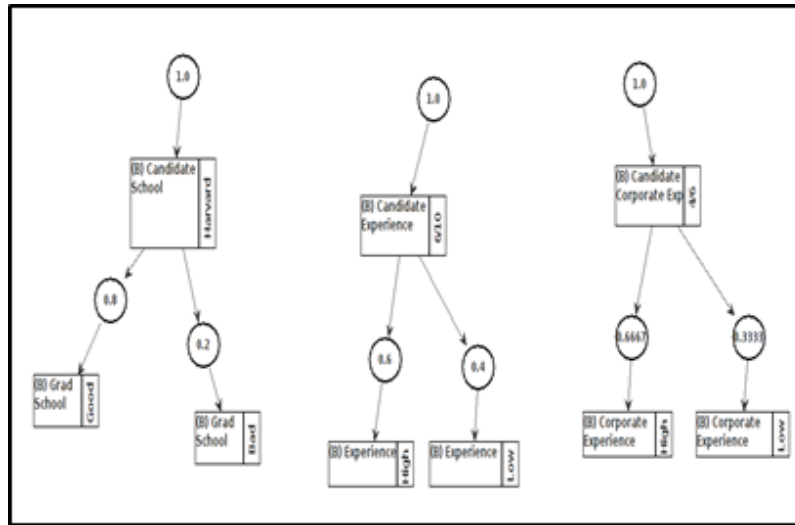 1.0
(B) Candidate
School
Harvard
0.8
0.2
(B) Grad
School
Good
(B) Grad
School
Bad
1.0
(B) Candidate
Experience
6/10
0.6
0.4
(B) Experience
High
(B) Experience
Low
1.0
(B) Candidate
Corporate Exp
4/6
0.6667
0.3333
(B) Corporate
Experience
High
(B) Corporate
Experience
Low